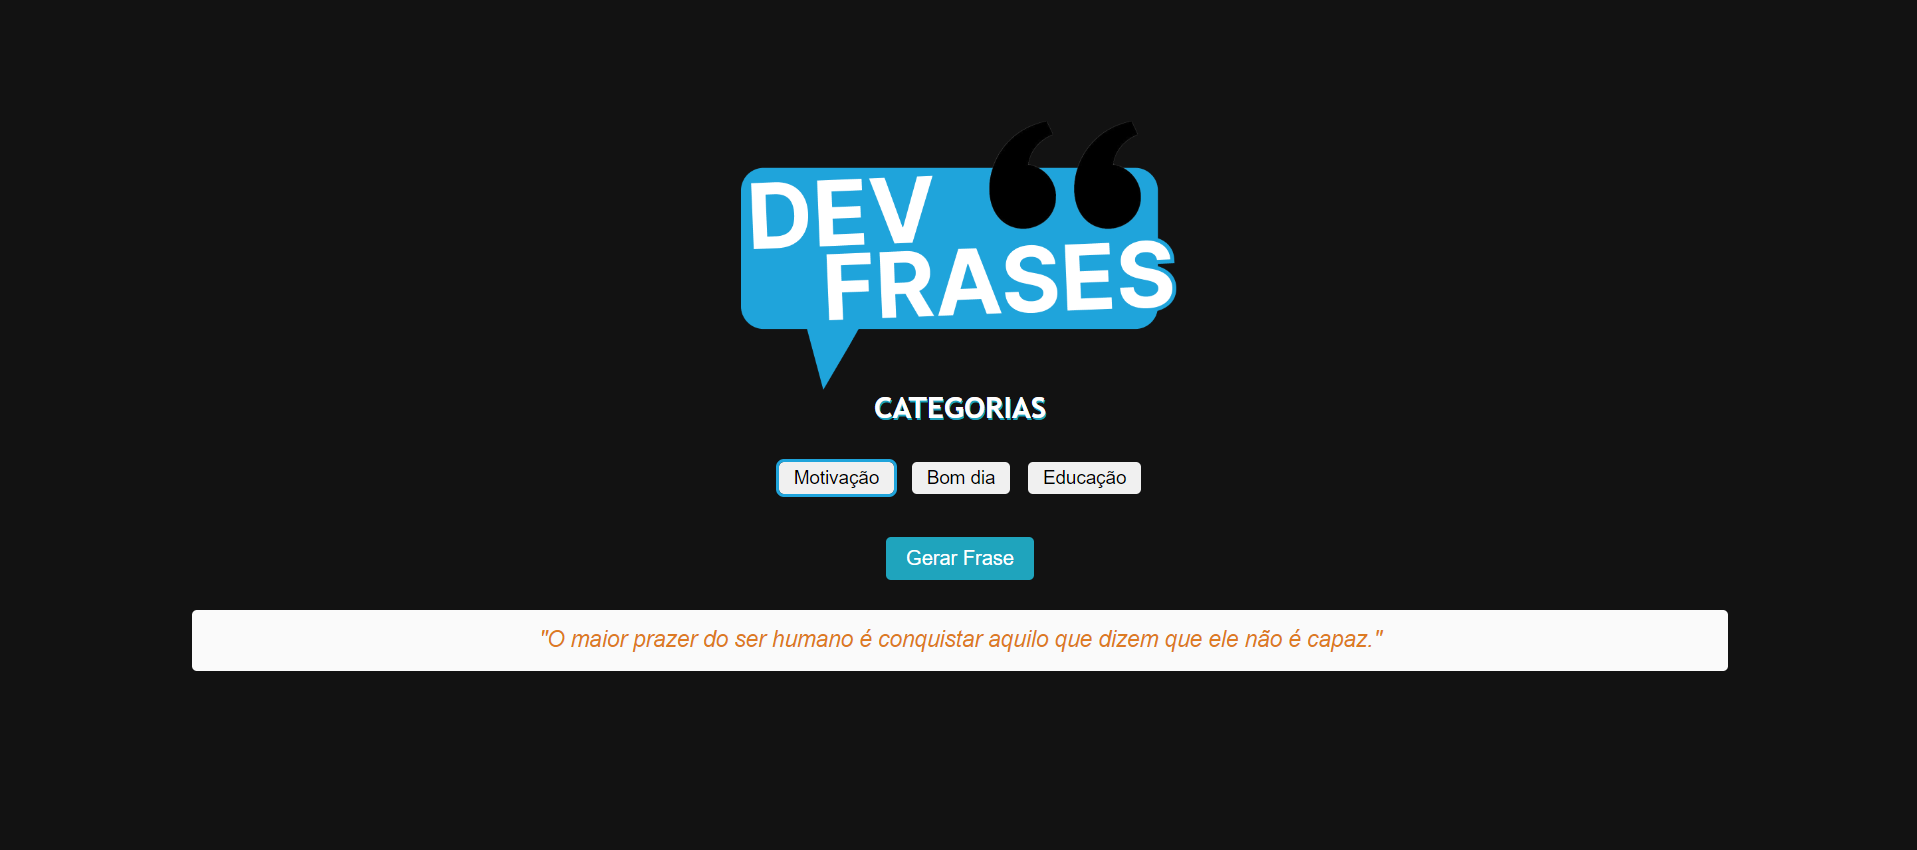 DEV
FRASES
CATEGORIAS
Motivação Bom dia Educação
Gerar Frase
"O maior prazer do ser humano é conquistar aquilo que dizem que ele não é capaz."